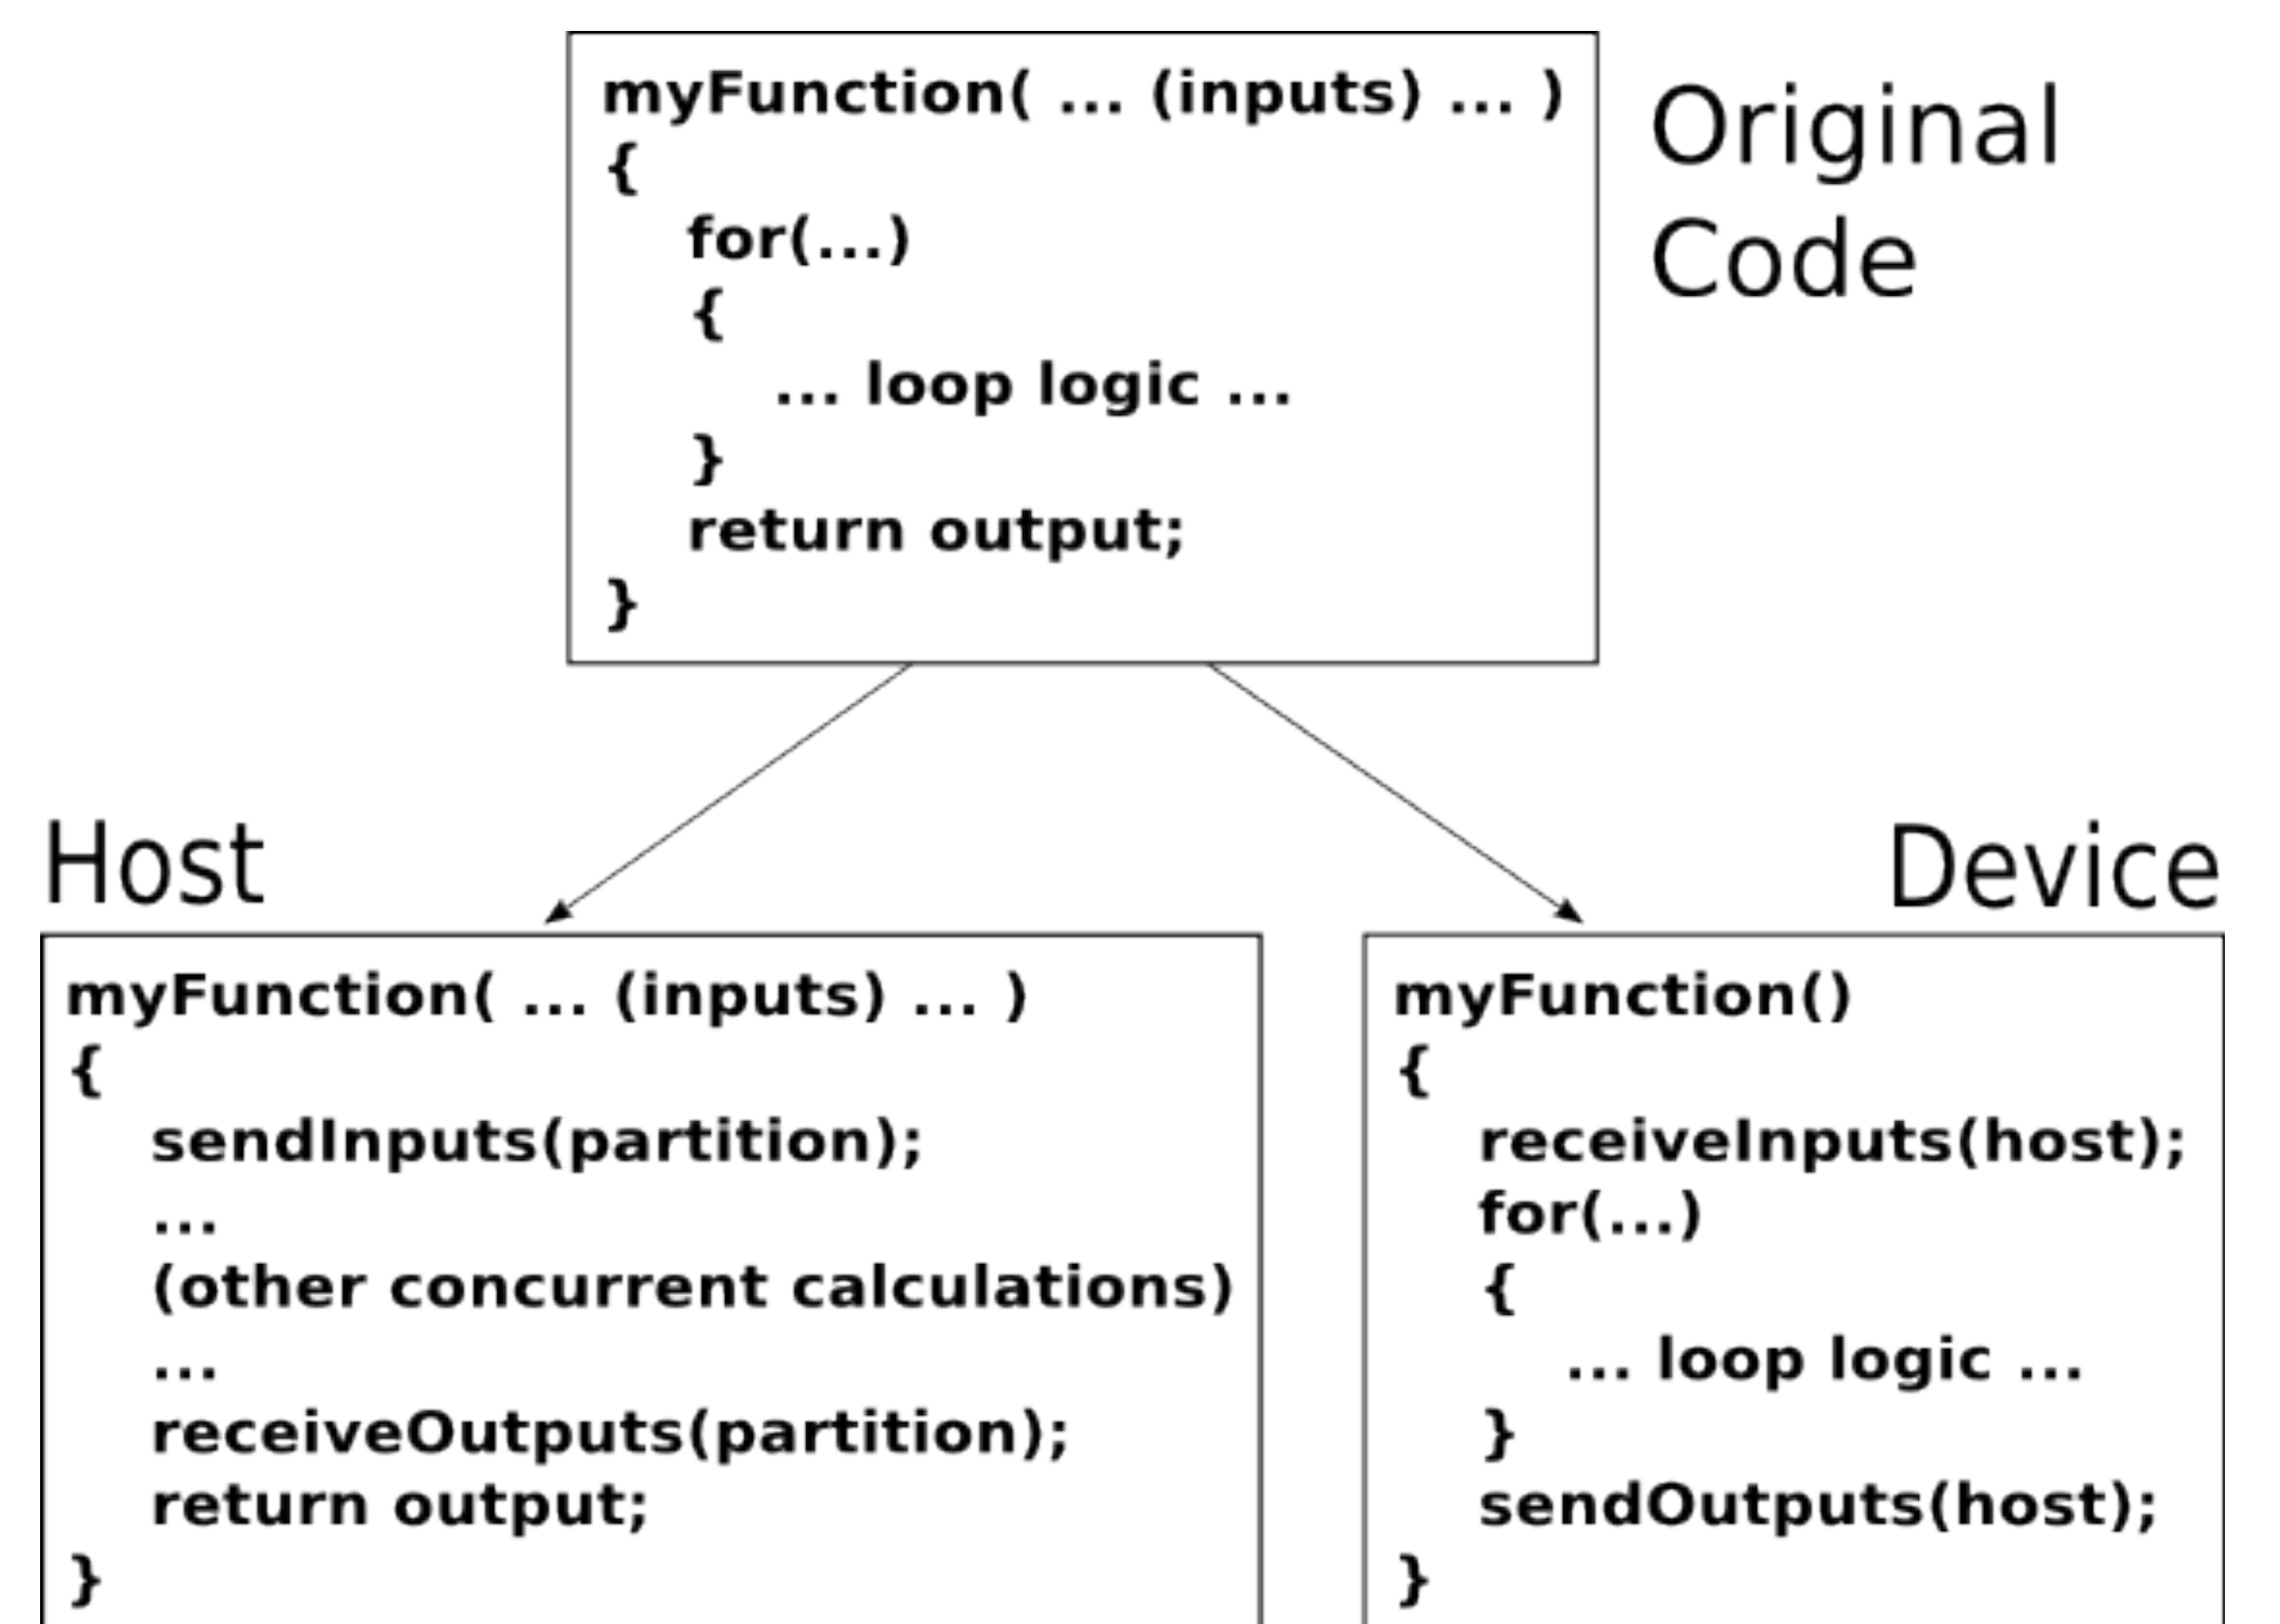 myFunction( ... (inputs) ... )
{
for(...)
{
... loop logic ...
}
return output;
}
Original
Code
Host
myFunction( ... (inputs) ... )
{
sendInputs(partition);
...
(other concurrent calculations)
...
receiveOutputs(partition);
return output;
}
Device
myFunction()
{
receiveInputs(host);
for(...)
{
... loop logic ...
}
sendOutputs(host);
}